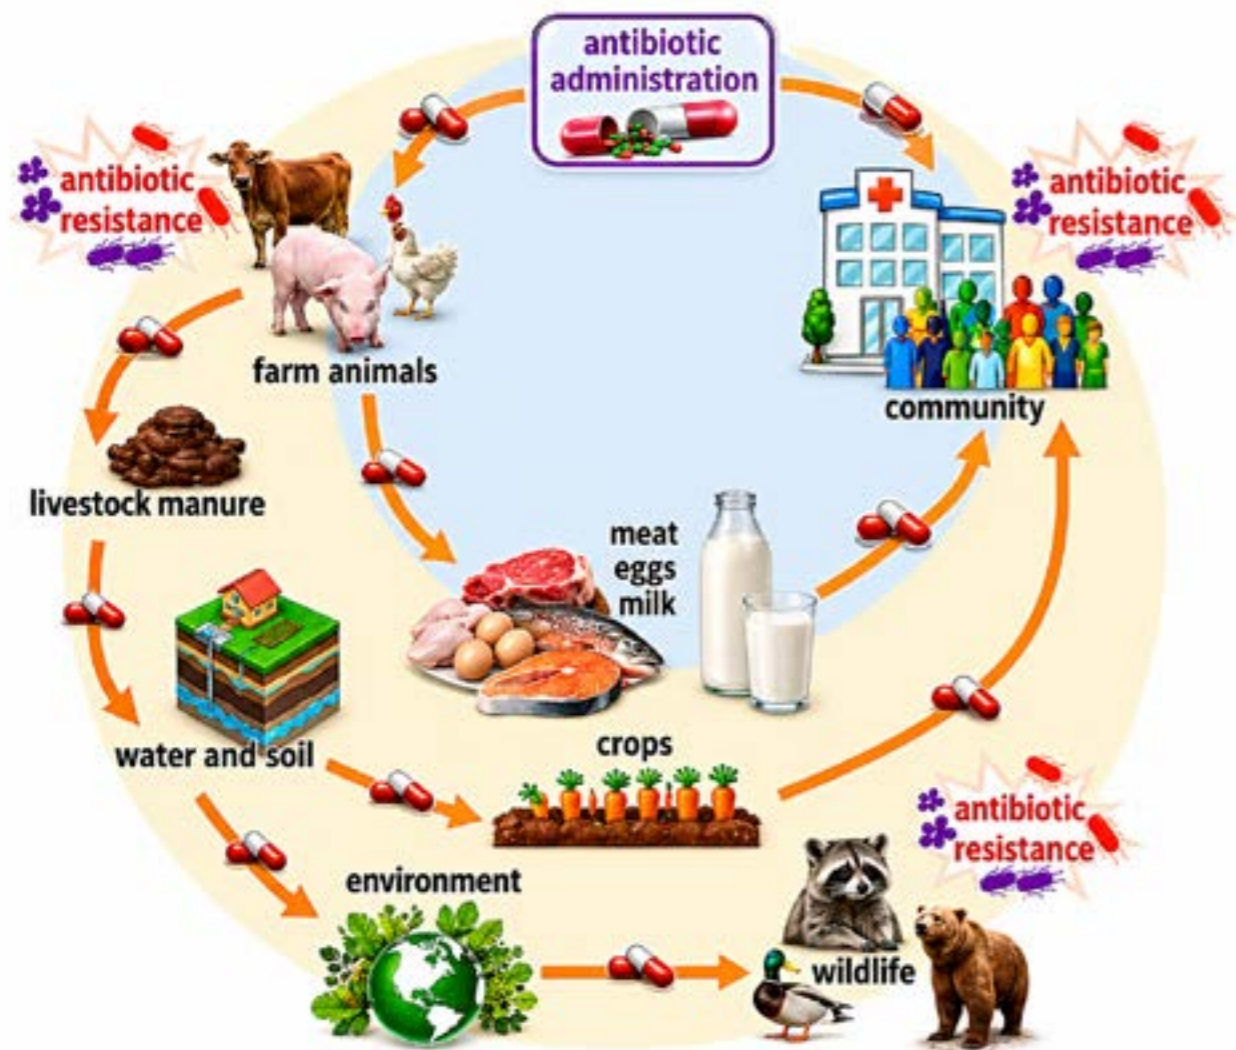 antibiotic
administration
antibiotic
resistance
antibiotic
resistance
farm animals
community
livestock manure
meat
eggs
milk
water and soil
crops
antibiotic
resistance
environment
wildlife